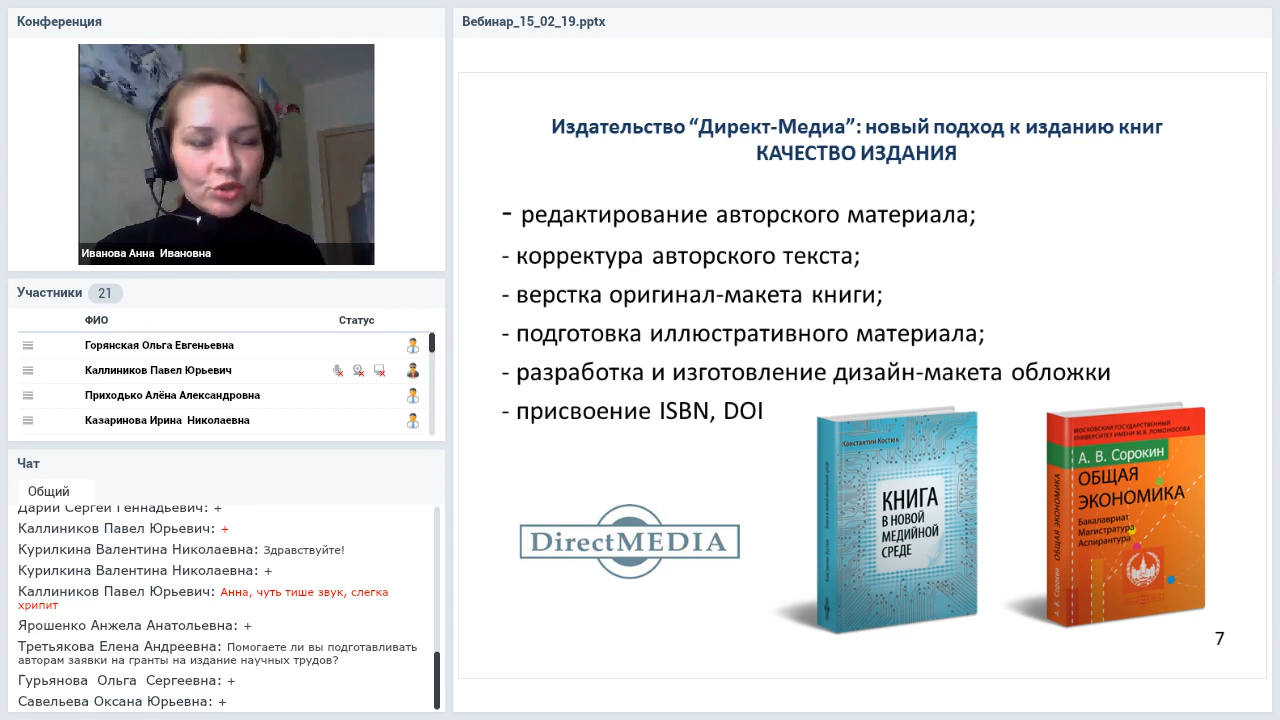 Конференция
Иванова Анна  Ивановна
Участники 21
ФИО Статус
Горянская Ольга Евгеньевна
Каллиников Павел Юрьевич
Приходько Алёна Александровна
Казаринова Ирина  Николаевна
Чат
Общий
Дарий Сергей Геннадьевич: +
Каллиников Павел Юрьевич: +
Курилкина Валентина Николаевна: Здравствуйте!
Курилкина Валентина Николаевна: +
Каллиников Павел Юрьевич: Анна, чуть тише звук, слегка
хрипит
Ярошенко Анжела Анатольевна: +
Третьякова Елена Андреевна: Помогаете ли вы подготавливать
авторам заявки на гранты на издание научных трудов?
Гурьянова  Ольга  Сергеевна: +
Савельева Оксана Юрьевна: +
Вебинар_15_02_19.pptx
Издательство “Директ-Медиа”: новый подход к изданию книг
КАЧЕСТВО ИЗДАНИЯ
- редактирование авторского материала;
- корректура авторского текста;
- верстка оригинал-макета книги;
- подготовка иллюстративного материала;
- разработка и изготовление дизайн-макета обложки
- присвоение ISBN, DOI
DirectMEDIA
Константин Костюк
КНИГА
В НОВОЙ
МЕДИЙНОЙ
СРЕДЕ
МОСКОВСКИЙ ГОСУДАРСТВЕННЫЙ
УНИВЕРСИТЕТ ИМЕНИ М.В. ЛОМОНОСОВА
А. В. Сорокин
ОБЩАЯ
ЭКОНОМИКА
Бакалавриат
Магистратура
Аспирантура
А. В. Сорокин ОБЩАЯ ЭКОНОМИКА
7